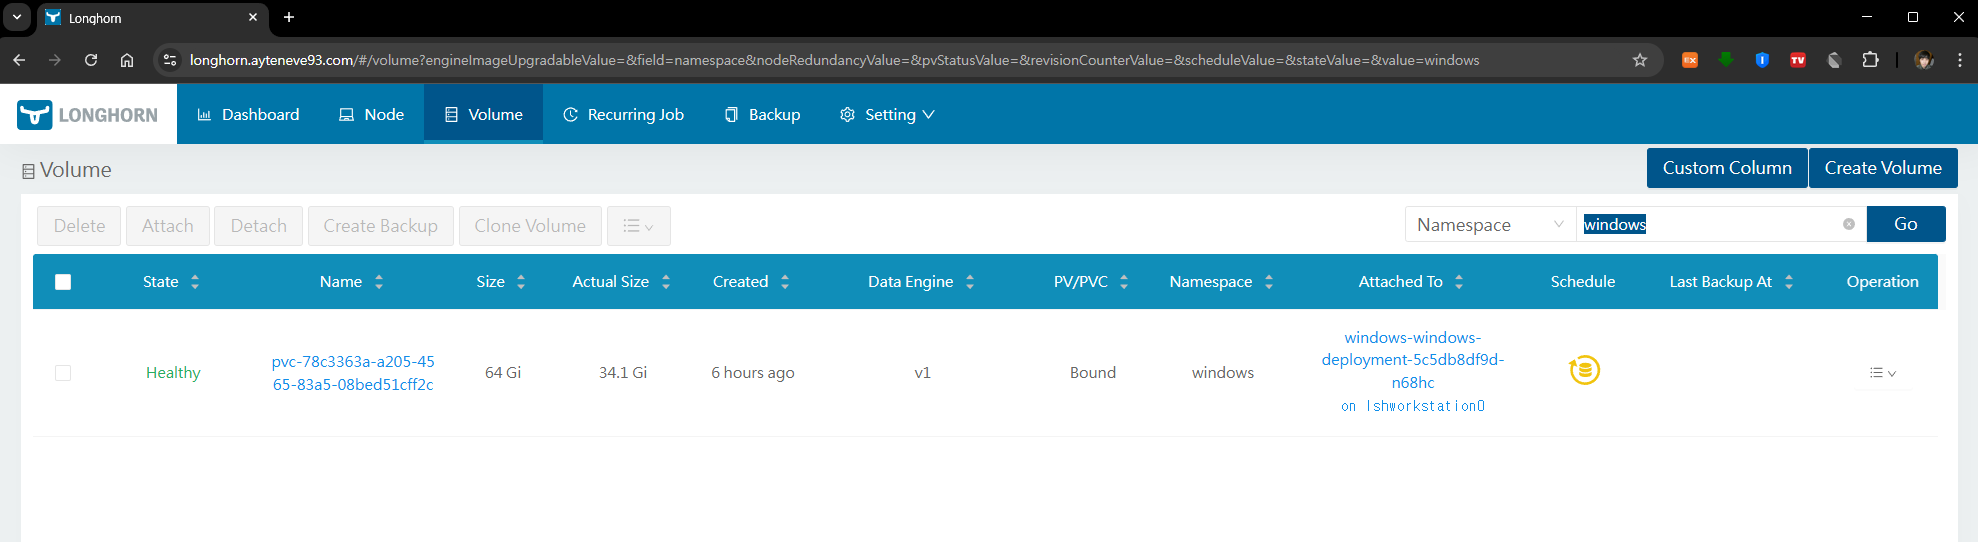 Longhorn
longhorn.ayteneve93.com/#/volume?engineImageUpgradableValue=&field=namespace&nodeRedundancyValue=&pvStatusValue=&revisionCounterValue=&scheduleValue=&stateValue=&value=windows
EX
TV
LONGHORN
Dashboard
Node
Volume
Recurring Job
Backup
Setting
Volume
Custom Column
Create Volume
Delete
Attach
Detach
Create Backup
Clone Volume
Namespace
windows
Go
State
Name
Size
Actual Size
Created
Data Engine
PV/PVC
Namespace
Attached To
Schedule
Last Backup At
Operation
Healthy
pvc-78c3363a-a205-45
65-83a5-08bed51cff2c
64 Gi
34.1 Gi
6 hours ago
v1
Bound
windows
windows-windows-
deployment-5c5db8df9d-
n68hc
on lshworkstation0